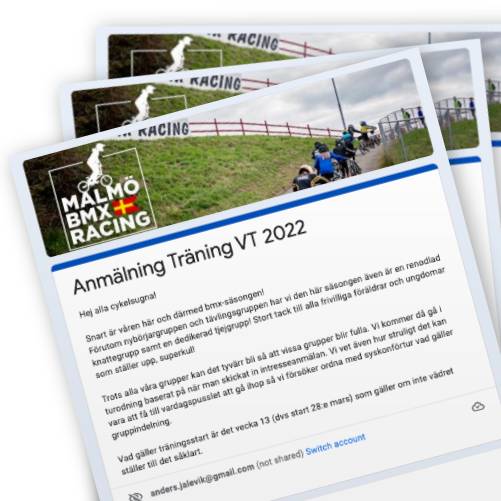 RACING
RACING
RACING
MALMÖ
BMX
RACING
Anmälning Träning VT 2022
Hej alla cykelsugna!
Snart är våren här och därmed bmx-säsongen!
Förutom nybörjargruppen och tävlingsgruppen har vi den här säsongen även är en renodlad
knattegrupp samt en dedikerad tjejgrupp! Stort tack till alla frivilliga föräldrar och ungdomar
som ställer upp, superkul!
Trots alla våra grupper kan det tyvärr bli så att vissa grupper blir fulla. Vi kommer då gå i
turodning baserat på när man skickat in intresseanmälan. Vi vet även hur struligt det kan
vara att få till vardagspusslet att gå ihop så vi försöker ordna med syskonförtur vad gäller
gruppindelning.
Vad gäller träningsstart är det vecka 13 (dvs start 28:e mars) som gäller om inte vädret
ställer till det såklart.
anders.jalevik@gmail.com (not shared) Switch account